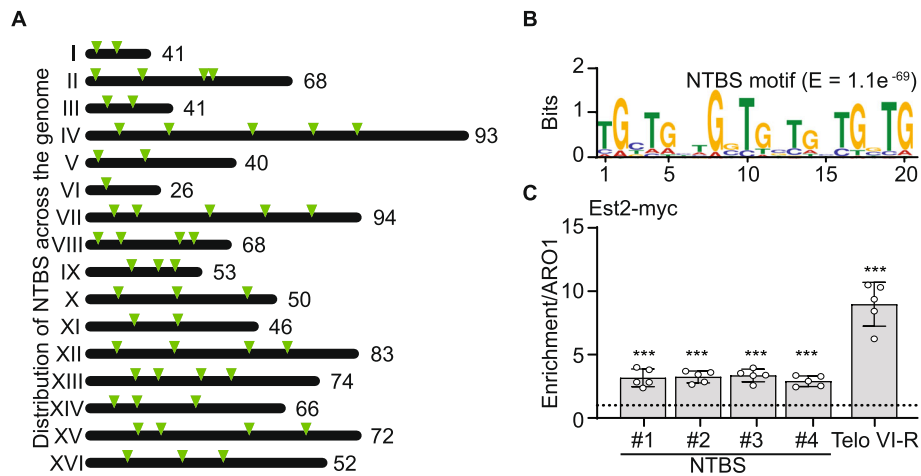 A
Distribution of NTBS across the genome
I 41
II 68
III 41
IV 93
V 40
VI 26
VII 94
VIII 68
IX 53
X 50
XI 46
XII 83
XIII 74
XIV 66
XV 72
XVI 52
B
NTBS motif (E = 1.1e-69)
Bits
2
1
0
1 5 10 15 20
C
Est2-myc
Enrichment/ARO1
15
10
5
0
*** *** *** *** ***
#1 #2 #3 #4 Telo VI-R
NTBS